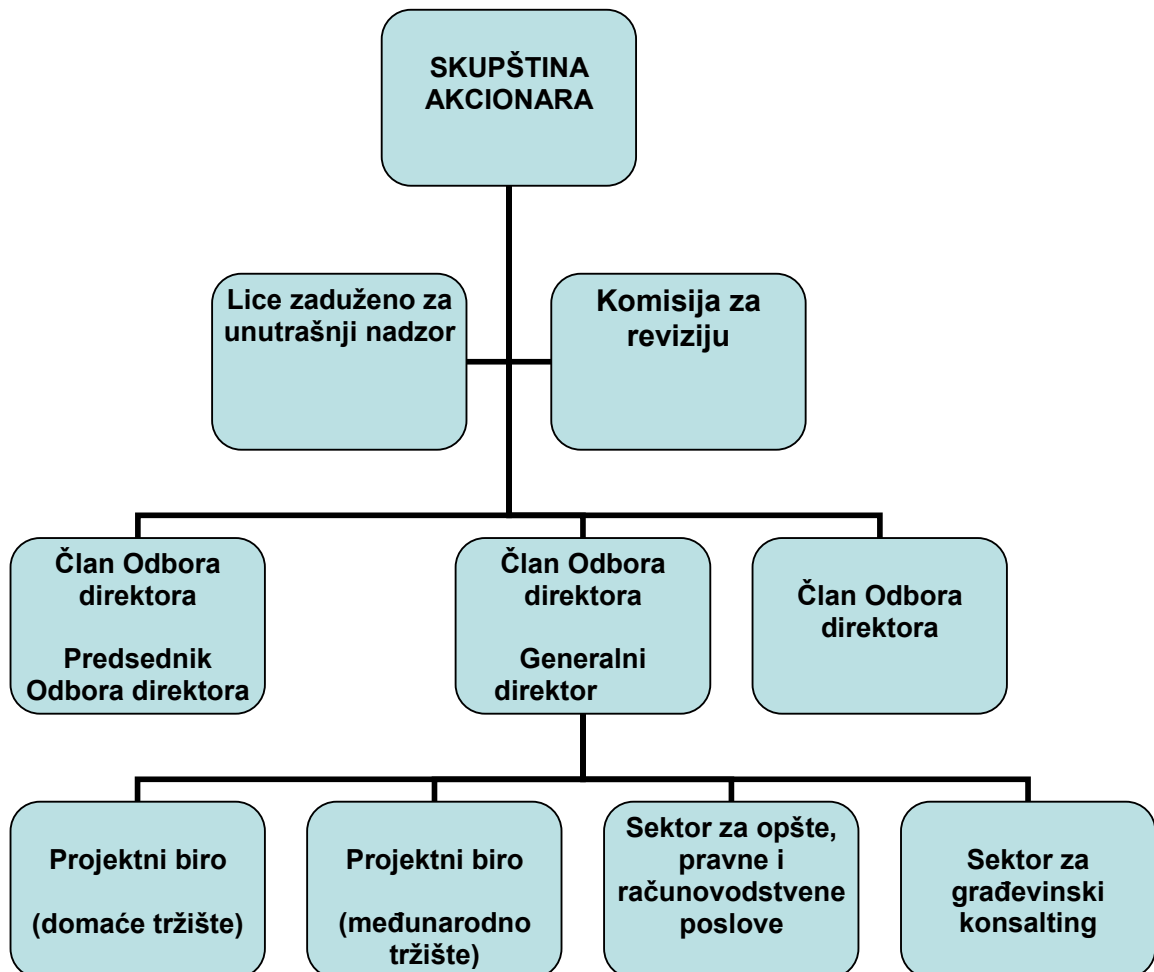 SKUPŠTINA
AKCIONARA
Lice zaduženo za
unutrašnji nadzor
Komisija za
reviziju
Član Odbora
direktora
Predsednik
Odbora direktora
Član Odbora
direktora
Generalni
direktor
Član Odbora
direktora
Projektni biro
(domaće tržište)
Projektni biro
(međunarodno
tržište)
Sektor za opšte,
pravne i
računovodstvene
poslove
Sektor za
građevinski
konsalting